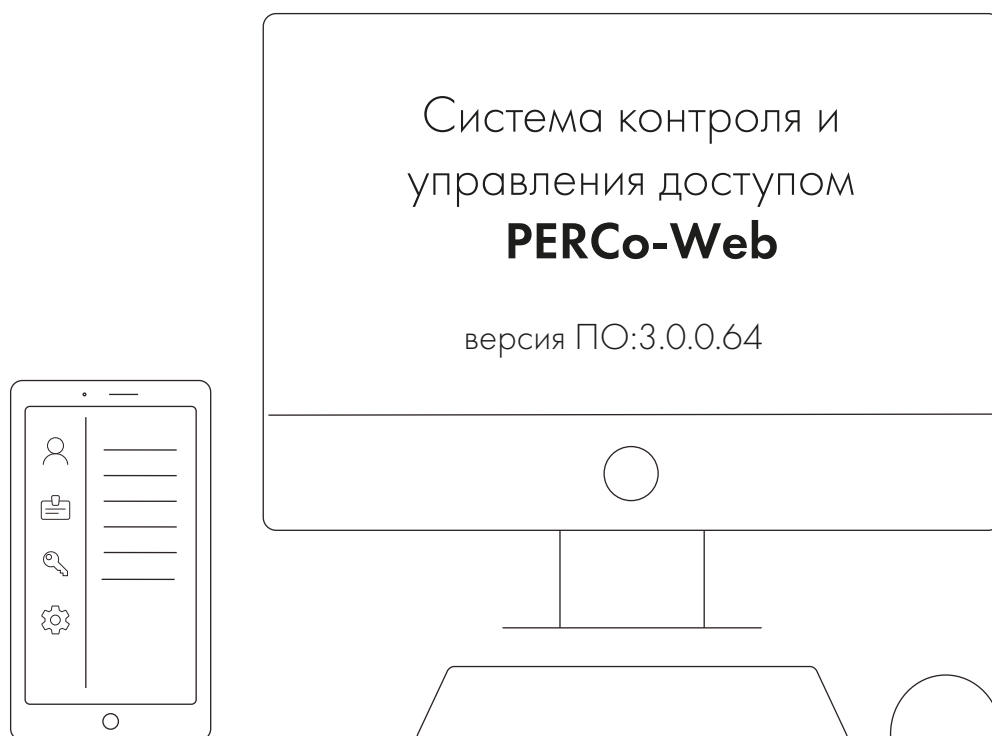 Система контроля и
управления доступом
PERCo-Web
версия ПО:3.0.0.64